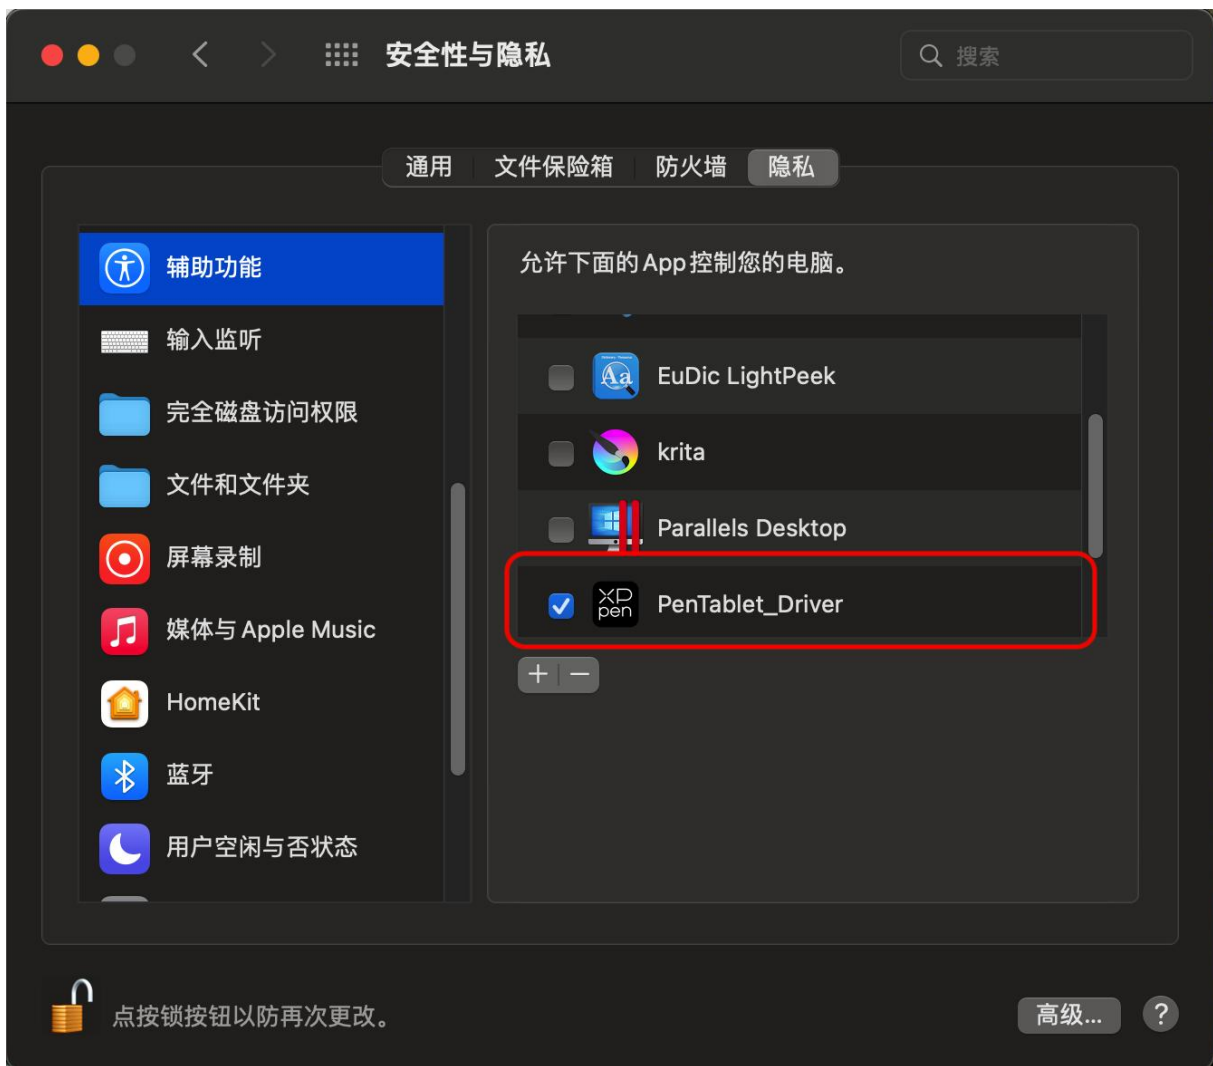 安全性与隐私
搜索
通用 文件保险箱 防火墙 隐私
辅助功能
输入监听
完全磁盘访问权限
文件和文件夹
屏幕录制
媒体与 Apple Music
HomeKit
蓝牙
用户空闲与否状态
允许下面的 App 控制您的电脑。
Aa
EuDic LightPeek
krita
Parallels Desktop
XP
pen
PenTablet_Driver
点按锁按钮以防再次更改。
高级...
?